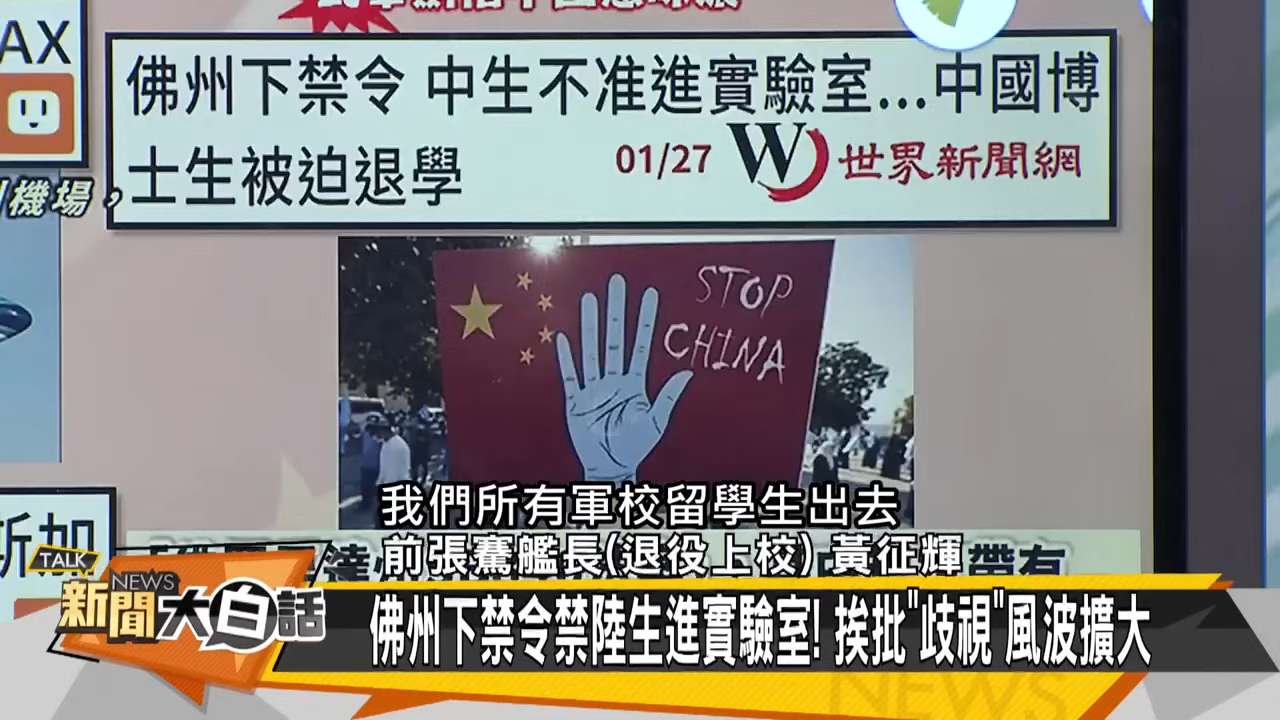 AX
佛州下禁令 中生不准進實驗室...中國博
士生被迫退學
01/27 W 世界新聞網
機場，
STOP
CHINA
我們所有軍校留學生出去
斯加
前張騫艦長(退役上校) 黃征輝
帶有
TALK
NEWS
新聞大白話
佛州下禁令禁陸生進實驗室! 挨批"歧視"風波擴大
NEWS